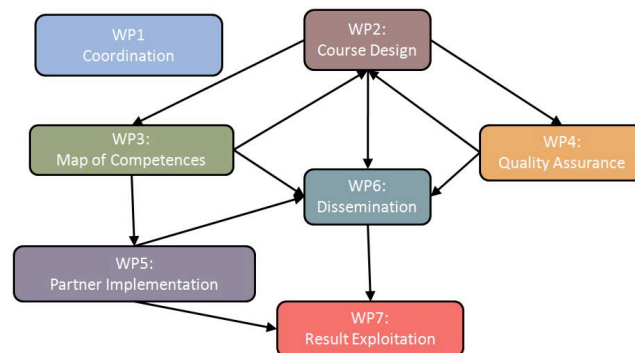 WP1
Coordination
WP2:
Course Design
WP3:
Map of Competences
WP4:
Quality Assurance
WP6:
Dissemination
WP5:
Partner Implementation
WP7:
Result Exploitation